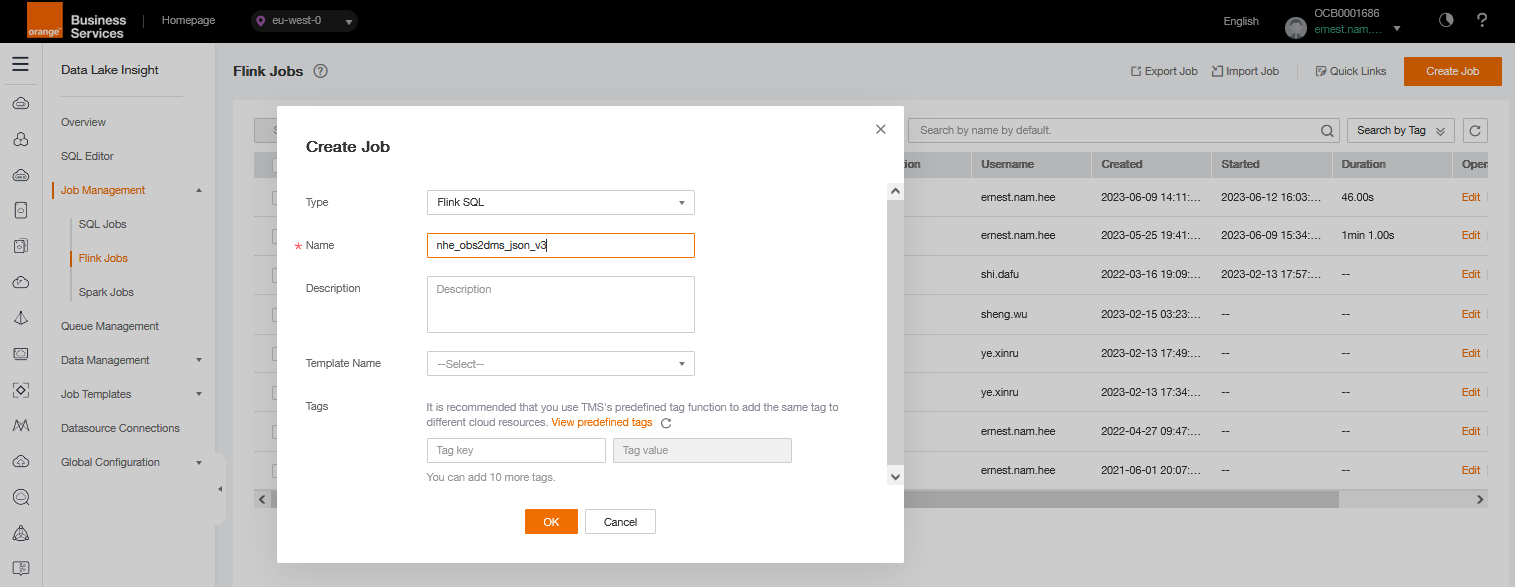 orange™
Business
Services
Homepage
eu-west-0
English
OCB0001686
ernest.nam....
?
Data Lake Insight
Overview
SQL Editor
Job Management
SQL Jobs
Flink Jobs
Spark Jobs
Queue Management
Data Management
Job Templates
Datasource Connections
Global Configuration
Flink Jobs ?
Export Job
Import Job
Quick Links
Create Job
Search by name by default.
Search by Tag
Username Created Started Duration
ernest.nam.hee 2023-06-09 14:11:... 2023-06-12 16:03:... 46.00s Edit
ernest.nam.hee 2023-05-25 19:41:... 2023-06-09 15:34:... 1min 1.00s Edit
shi.dafu 2022-03-16 19:09:... 2023-02-13 17:57:... -- Edit
sheng.wu 2023-02-15 03:23:... -- -- Edit
ye.xinru 2023-02-13 17:49:... -- -- Edit
ye.xinru 2023-02-13 17:34:... -- -- Edit
ernest.nam.hee 2022-04-27 09:47:... -- -- Edit
ernest.nam.hee 2021-06-01 20:07:... -- -- Edit
Create Job
Type Flink SQL
* Name nhe_obs2dms_json_v3
Description Description
Template Name --Select--
Tags It is recommended that you use TMS's predefined tag function to add the same tag to
different cloud resources. View predefined tags
Tag key Tag value
You can add 10 more tags.
OK Cancel